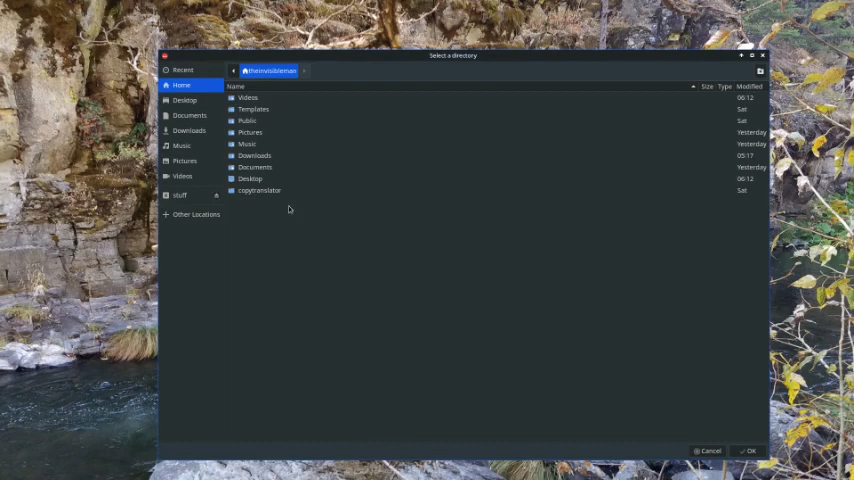 Select a directory
Recent
Home
Desktop
Documents
Downloads
Music
Pictures
Videos
stuff
Other Locations
theinvisibleman
Name Size Type Modified
Videos 06:12
Templates Sat
Public Sat
Pictures Yesterday
Music Yesterday
Downloads 05:17
Documents Yesterday
Desktop 06:12
copytranslator Sat
Cancel OK